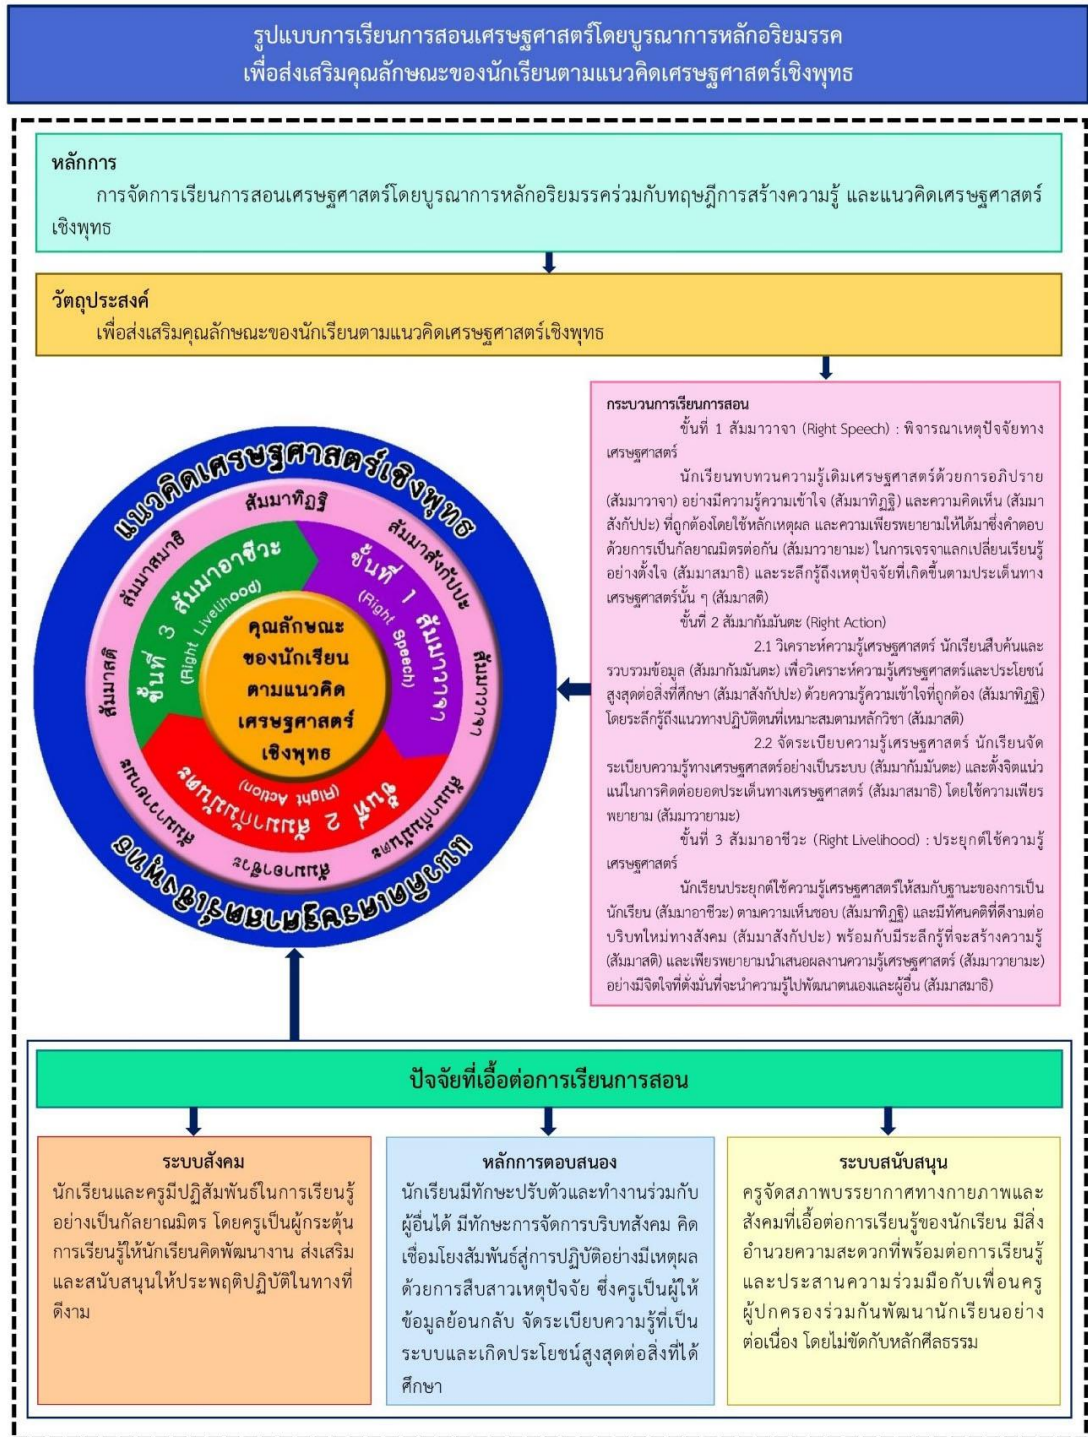 รูปแบบการเรียนการสอนเศรษฐศาสตร์โดยบูรณาการหลักอริยมรรค
เพื่อส่งเสริมคุณลักษณะของนักเรียนตามแนวคิดเศรษฐศาสตร์เชิงพุทธ
หลักการ
การจัดการเรียนการสอนเศรษฐศาสตร์โดยบูรณาการหลักอริยมรรคร่วมกับทฤษฎีการสร้างความรู้ และแนวคิดเศรษฐศาสตร์
เชิงพุทธ
วัตถุประสงค์
เพื่อส่งเสริมคุณลักษณะของนักเรียนตามแนวคิดเศรษฐศาสตร์เชิงพุทธ
แนวคิดเศรษฐศาสตร์เชิงพุทธ
สัมมาทิฏฐิ
สัมมาสังกัปปะ
สัมมาวาจา
สัมมากัมมันตะ
สัมมาอาชีวะ
สัมมาวายามะ
สัมมาสติ
สัมมาสมาธิ
ขั้นที่ 1 สัมมาวาจา
(Right Speech)
ขั้นที่ 2 สัมมากัมมันตะ
(Right Action)
ขั้นที่ 3 สัมมาอาชีวะ
(Right Livelihood)
คุณลักษณะ
ของนักเรียน
ตามแนวคิด
เศรษฐศาสตร์
เชิงพุทธ
แนวคิดเศรษฐศาสตร์เชิงพุทธ
กระบวนการเรียนการสอน
ขั้นที่ 1 สัมมาวาจา (Right Speech) : พิจารณาเหตุปัจจัยทาง
เศรษฐศาสตร์
นักเรียนทบทวนความรู้เดิมเศรษฐศาสตร์ด้วยการอภิปราย
(สัมมาวาจา) อย่างมีความรู้ความเข้าใจ (สัมมาทิฏฐิ) และความคิดเห็น (สัมมา
สังกัปปะ) ที่ถูกต้องโดยใช้หลักเหตุผล และความเพียรพยายามให้ได้มาซึ่งคำตอบ
ด้วยการเป็นกัลยาณมิตรต่อกัน (สัมมาวายามะ) ในการเจรจาแลกเปลี่ยนเรียนรู้
อย่างตั้งใจ (สัมมาสมาธิ) และระลึกรู้ถึงเหตุปัจจัยที่เกิดขึ้นตามประเด็นทาง
เศรษฐศาสตร์นั้น ๆ (สัมมาสติ)
ขั้นที่ 2 สัมมากัมมันตะ (Right Action)
2.1 วิเคราะห์ความรู้เศรษฐศาสตร์ นักเรียนสืบค้นและ
รวบรวมข้อมูล (สัมมากัมมันตะ) เพื่อวิเคราะห์ความรู้เศรษฐศาสตร์และประโยชน์
สูงสุดต่อสิ่งที่ศึกษา (สัมมาสังกัปปะ) ด้วยความรู้ความเข้าใจที่ถูกต้อง (สัมมาทิฏฐิ)
โดยระลึกรู้ถึงแนวทางปฏิบัติตนที่เหมาะสมตามหลักวิชา (สัมมาสติ)
2.2 จัดระเบียบความรู้เศรษฐศาสตร์ นักเรียนจัด
ระเบียบความรู้ทางเศรษฐศาสตร์อย่างเป็นระบบ (สัมมากัมมันตะ) และตั้งจิตแน่ว
แน่ในการคิดต่อยอดประเด็นทางเศรษฐศาสตร์ (สัมมาสมาธิ) โดยใช้ความเพียร
พยายาม (สัมมาวายามะ)
ขั้นที่ 3 สัมมาอาชีวะ (Right Livelihood) : ประยุกต์ใช้ความรู้
เศรษฐศาสตร์
นักเรียนประยุกต์ใช้ความรู้เศรษฐศาสตร์ให้สมกับฐานะของการเป็น
นักเรียน (สัมมาอาชีวะ) ตามความเห็นชอบ (สัมมาทิฏฐิ) และมีทัศนคติที่ดีงามต่อ
บริบทใหม่ทางสังคม (สัมมาสังกัปปะ) พร้อมกับมีระลึกรู้ที่จะสร้างความรู้
(สัมมาสติ) และเพียรพยายามนำเสนอผลงานความรู้เศรษฐศาสตร์ (สัมมาวายามะ)
อย่างมีจิตใจที่ตั่งมั่นที่จะนำความรู้ไปพัฒนาตนเองและผู้อื่น (สัมมาสมาธิ)
ปัจจัยที่เอื้อต่อการเรียนการสอน
ระบบสังคม
นักเรียนและครูมีปฏิสัมพันธ์ในการเรียนรู้
อย่างเป็นกัลยาณมิตร โดยครูเป็นผู้กระตุ้น
การเรียนรู้ให้นักเรียนคิดพัฒนางาน ส่งเสริม
และสนับสนุนให้ประพฤติปฏิบัติในทางที่
ดีงาม
หลักการตอบสนอง
นักเรียนมีทักษะปรับตัวและทำงานร่วมกับ
ผู้อื่นได้ มีทักษะการจัดการบริบทสังคม คิด
เชื่อมโยงสัมพันธ์สู่การปฏิบัติอย่างมีเหตุผล
ด้วยการสืบสาวเหตุปัจจัย ซึ่งครูเป็นผู้ให้
ข้อมูลย้อนกลับ จัดระเบียบความรู้ที่เป็น
ระบบและเกิดประโยชน์สูงสุดต่อสิ่งที่ได้
ศึกษา
ระบบสนับสนุน
ครูจัดสภาพบรรยากาศทางกายภาพและ
สังคมที่เอื้อต่อการเรียนรู้ของนักเรียน มีสิ่ง
อำนวยความสะดวกที่พร้อมต่อการเรียนรู้
และประสานความร่วมมือกับเพื่อนครู
ผู้ปกครองร่วมกันพัฒนานักเรียนอย่าง
ต่อเนื่อง โดยไม่ขัดกับหลักศีลธรรม